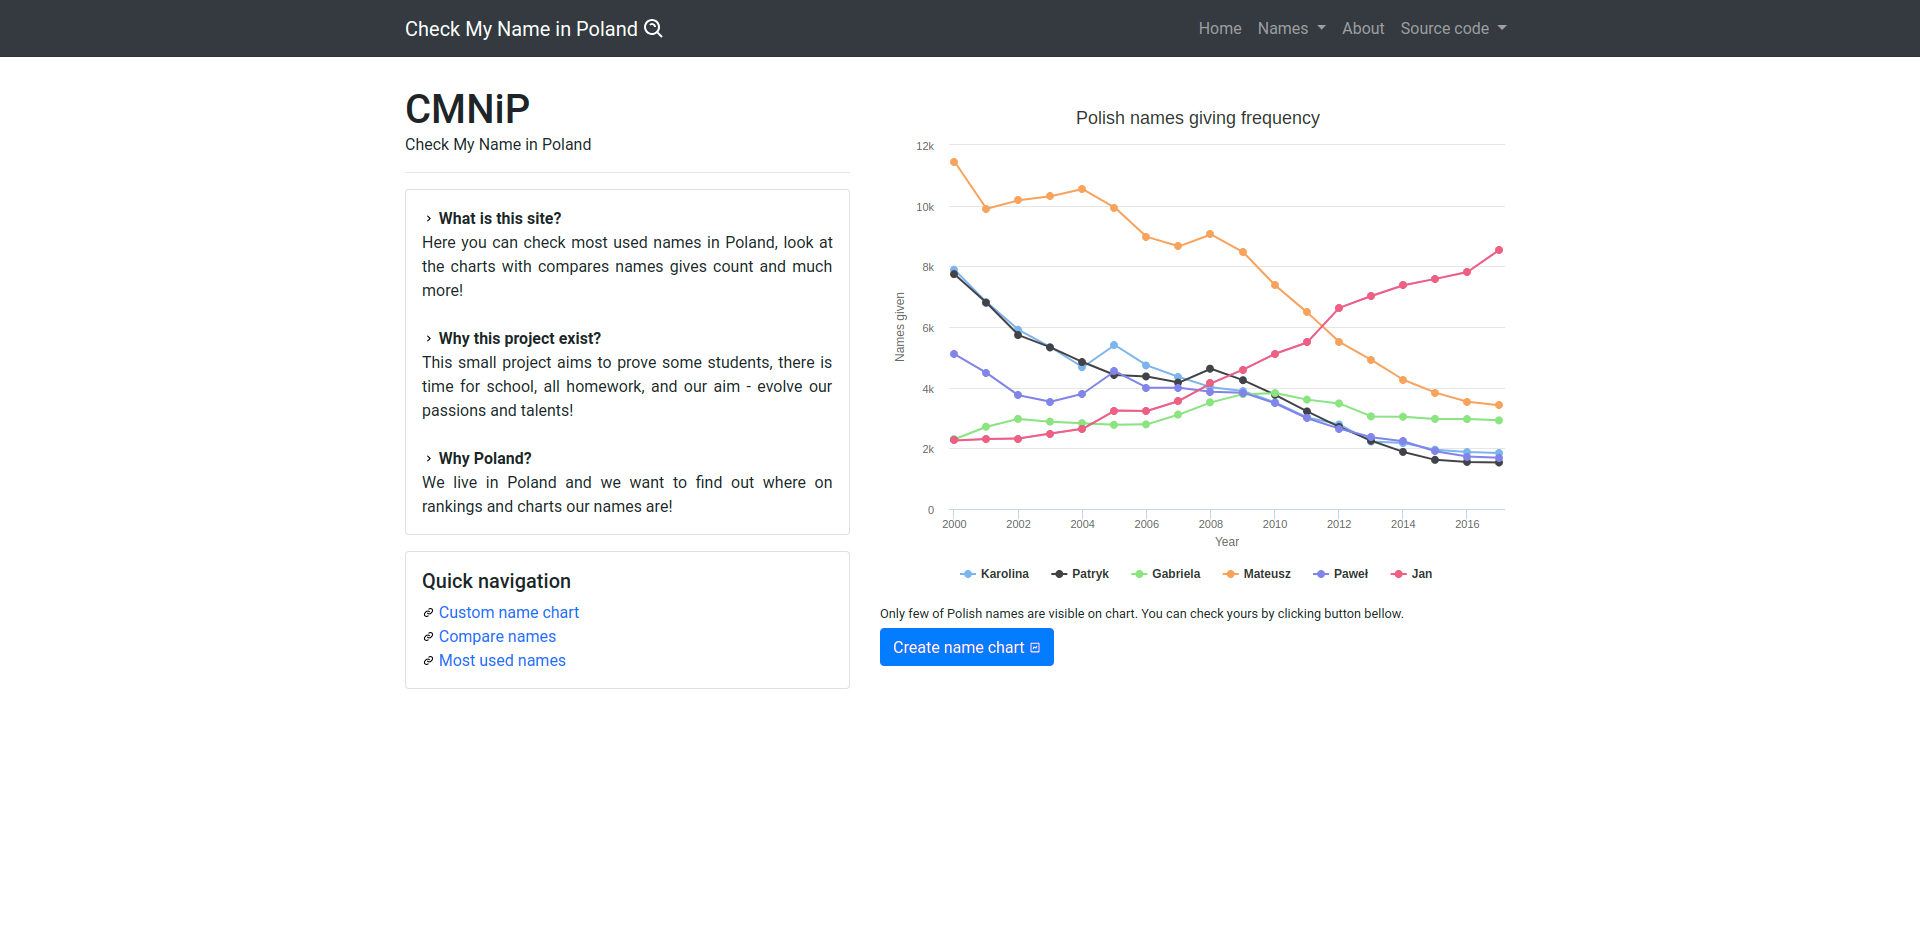 Check My Name in Poland
Home Names About Source code
CMNiP
Check My Name in Poland
What is this site?
Here you can check most used names in Poland, look at
the charts with compares names gives count and much
more!
Why this project exist?
This small project aims to prove some students, there is
time for school, all homework, and our aim - evolve our
passions and talents!
Why Poland?
We live in Poland and we want to find out where on
rankings and charts our names are!
Quick navigation
Custom name chart
Compare names
Most used names
Polish names giving frequency
Names given
12k
10k
8k
6k
4k
2k
0
2000 2002 2004 2006 2008 2010 2012 2014 2016
Year
Karolina Patryk Gabriela Mateusz Paweł Jan
Only few of Polish names are visible on chart. You can check yours by clicking button bellow.
Create name chart